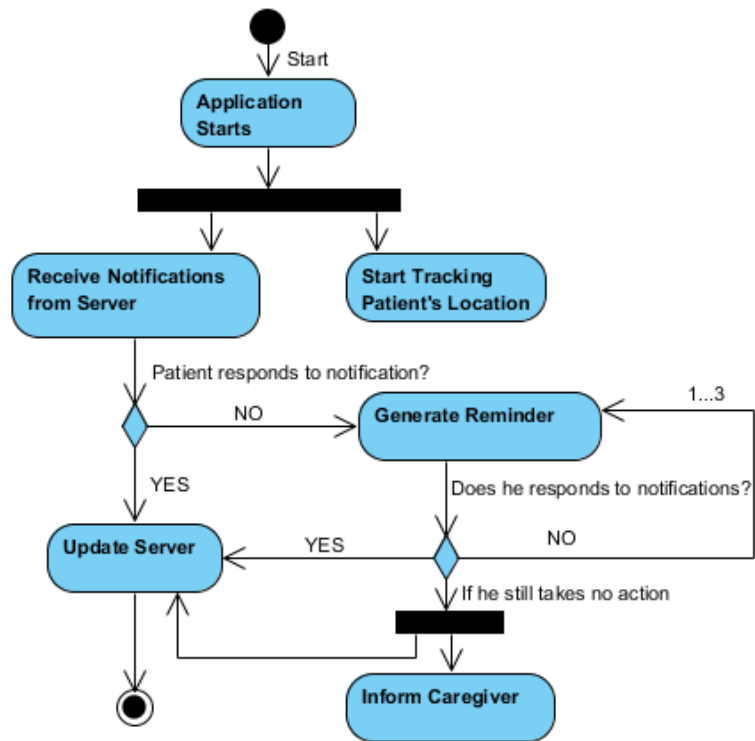 Start
Application
Starts
Receive Notifications
from Server
Start Tracking
Patient's Location
Patient responds to notification?
1...3
NO
Generate Reminder
YES
Does he responds to notifications?
Update Server
YES
NO
If he still takes no action
Inform Caregiver